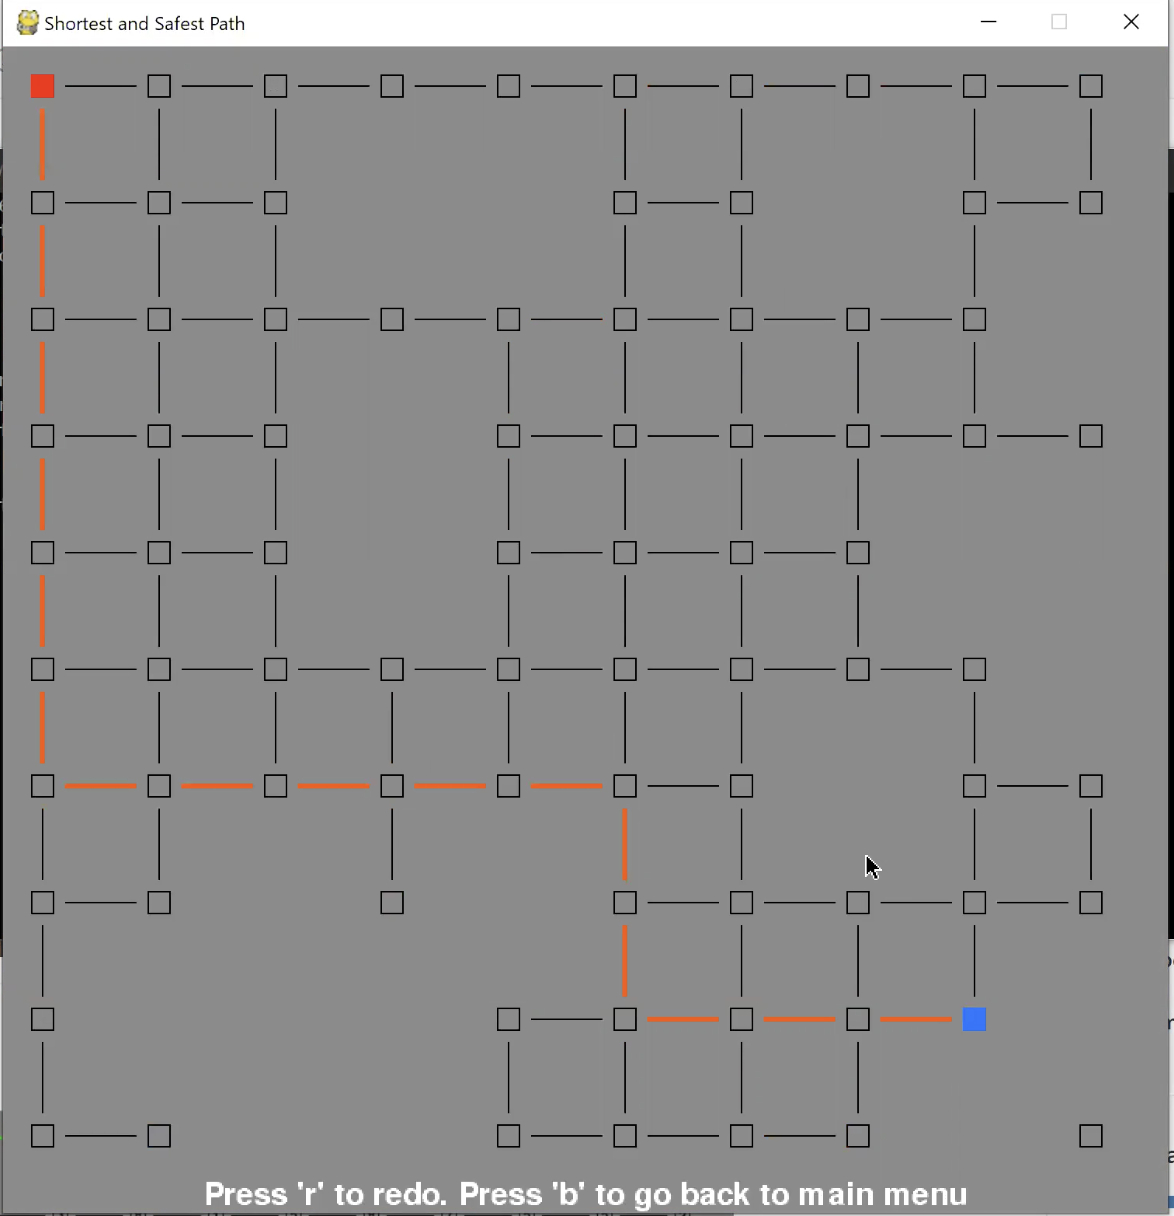 Shortest and Safest Path
Press 'r' to redo. Press 'b' to go back to main menu